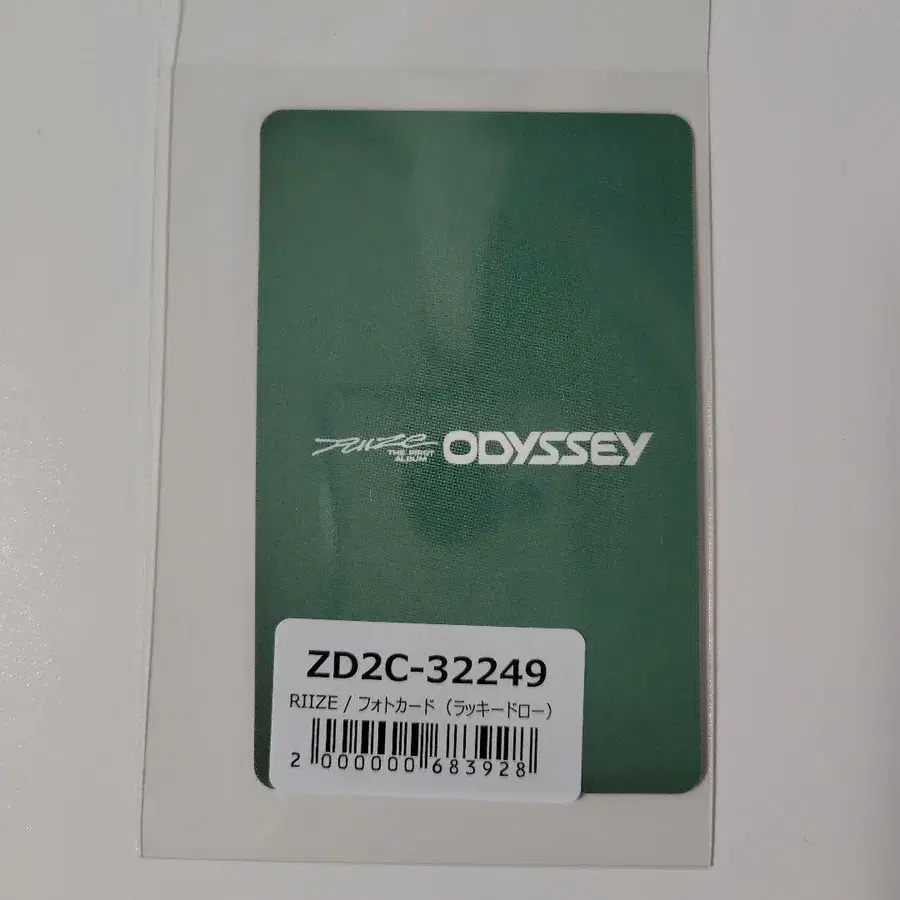 RIIZE
THE FIRST
ALBUM
ODYSSEY
ZD2C-32249
RIIZE / フォトカード（ラッキードロー）
2 000000 683928